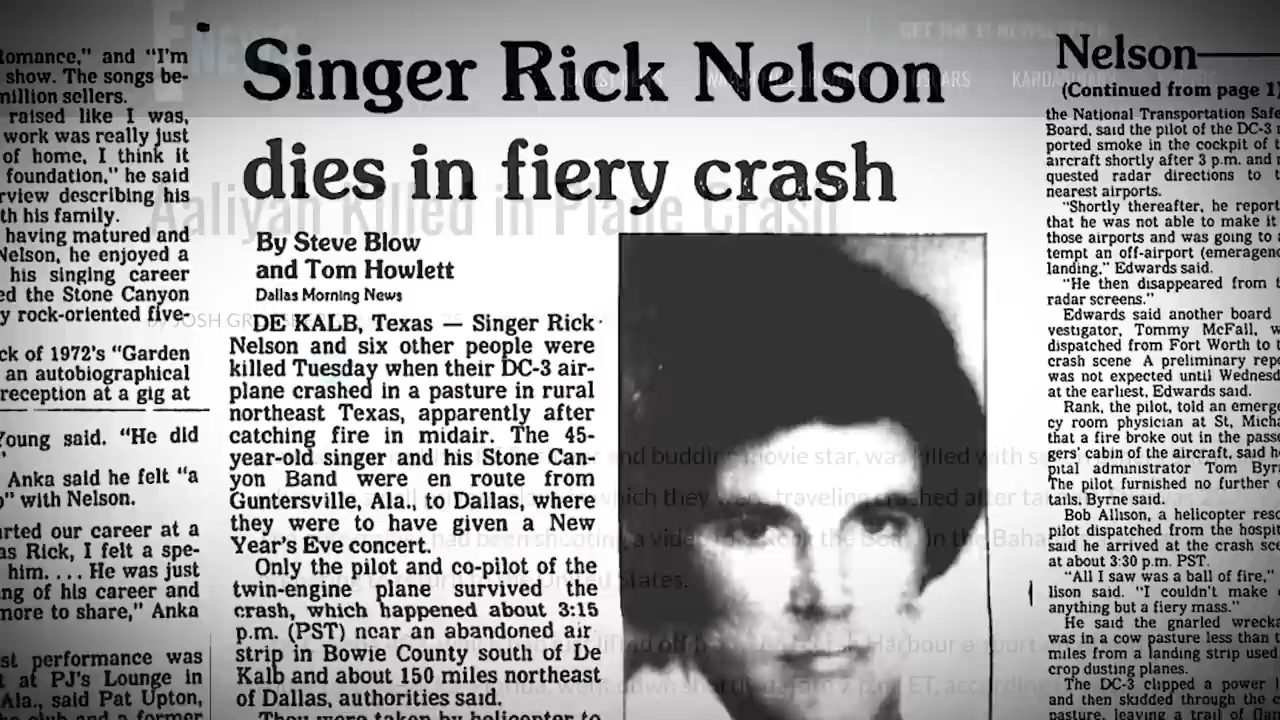 Romance," and "I'm
show. The songs be-
million sellers.
raised like I was,
work was really just
of home, I think it
foundation," he said
rview describing his
th his family.
having matured and
Nelson, he enjoyed a
his singing career
ed the Stone Canyon
y rock-oriented five-
ck of 1972's "Garden
an autobiographical
reception at a gig at
Young said. "He did
Anka said he felt "a
o" with Nelson.
arted our career at a
as Rick, I felt a spe-
him. . . . He was just
ng of his career and
more to share," Anka
st performance was
t at PJ's Lounge in
Ala., said Pat Upton,
Singer Rick Nelson
dies in fiery crash
By Steve Blow
and Tom Howlett
Dallas Morning News
DE KALB, Texas — Singer Rick
Nelson and six other people were
killed Tuesday when their DC-3 air-
plane crashed in a pasture in rural
northeast Texas, apparently after
catching fire in midair. The 45-
year-old singer and his Stone Can-
yon Band were en route from
Guntersville, Ala., to Dallas, where
they were to have given a New
Year's Eve concert.
Only the pilot and co-pilot of the
twin-engine plane survived the
crash, which happened about 3:15
p.m. (PST) near an abandoned air
strip in Bowie County south of De
Kalb and about 150 miles northeast
of Dallas, authorities said.
They were taken by helicopter to
Nelson
(Continued from page 1)
the National Transportation Safe
Board, said the pilot of the DC-3
ported smoke in the cockpit of t
aircraft shortly after 3 p.m. and
quested radar directions to t
nearest airports.
"Shortly thereafter, he report
that he was not able to make it
those airports and was going to a
tempt an off-airport (emeragenc
landing," Edwards said.
"He then disappeared from t
radar screens."
Edwards said another board
vestigator, Tommy McFall, w
dispatched from Fort Worth to t
crash scene A preliminary repo
was not expected until Wednesd
at the earliest, Edwards said.
Rank, the pilot, told an emerge
cy room physician at St, Micha
that a fire broke out in the passe
gers' cabin of the aircraft, said h
pital administrator Tom Byrn
The pilot furnished no further
tals. Byrne said.
Bob Allison, a helicopter resc
pilot dispatched from the hospi
said he arrived at the crash sce
at about 3:30 p.m. PST.
"All I saw was a ball of fire,"
lison said. "I couldn't make
anything but a fiery mass."
He said the gnarled wrecka
was in a cow pasture less than t
miles from a landing strip used
crop dusting planes.
The DC-3 clipped a power l
and then skidded through the
pasture, leaving a trail of
Aaliyah Killed in Plane Crash